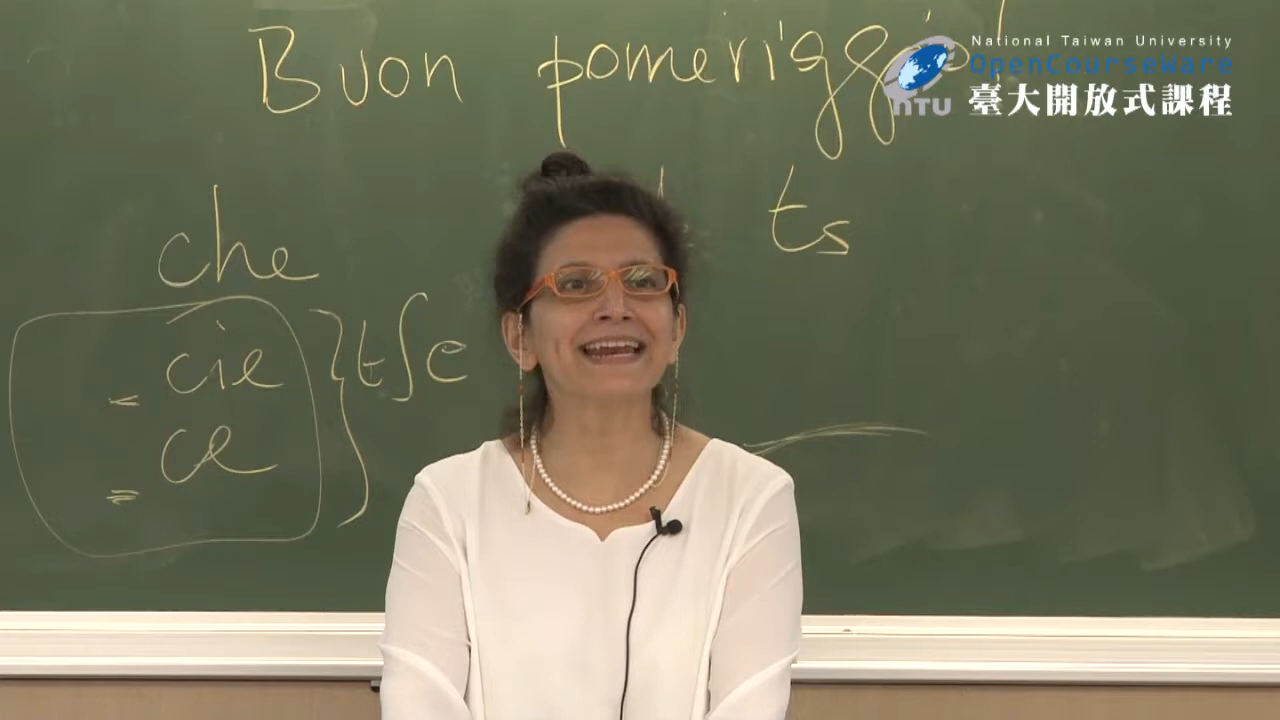 Buon pomeriggio
National Taiwan University
OpenCourseWare
NTU
臺大開放式課程
ts
che
cie
ce
tʃe